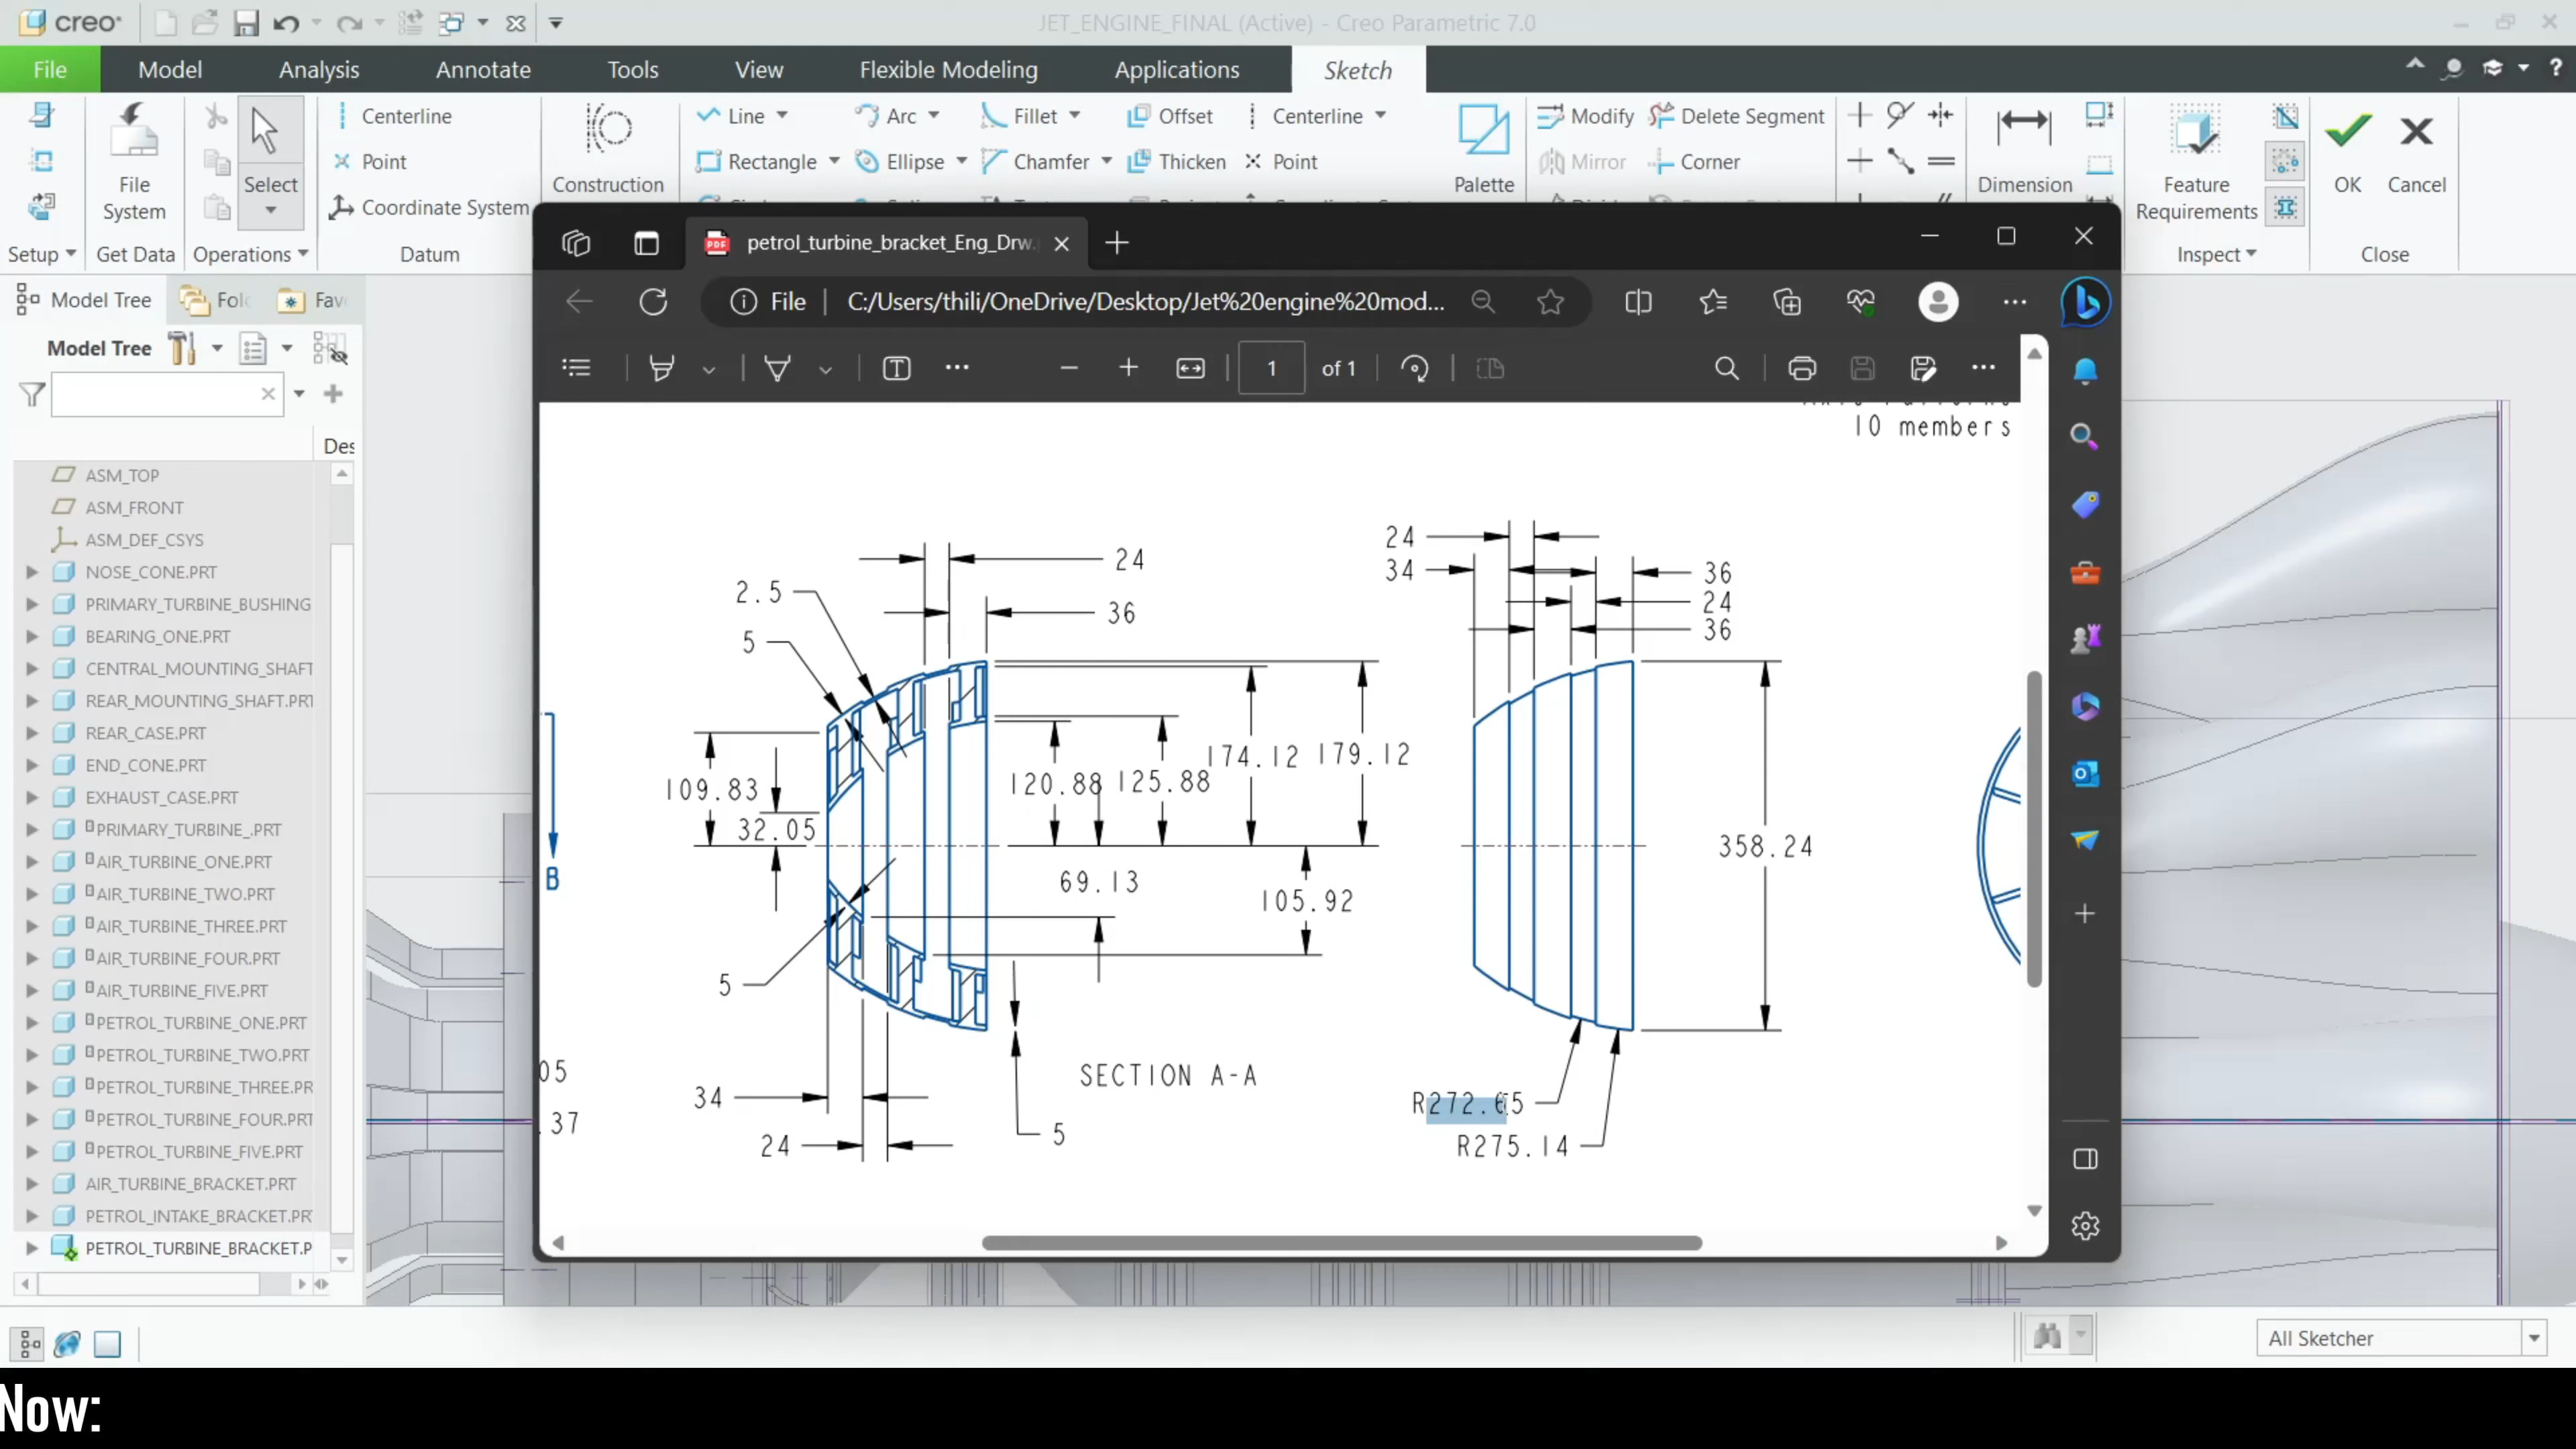 creo
JET_ENGINE_FINAL (Active) - Creo Parametric 7.0
File Model Analysis Annotate Tools View Flexible Modeling Applications Sketch
Centerline Line Arc Fillet Offset Centerline Modify Delete Segment
Point Rectangle Ellipse Chamfer Thicken Point Mirror Corner
File System Select Coordinate System Construction Palette Dimension Feature Requirements OK Cancel
Setup Get Data Operations Datum Inspect Close
petrol_turbine_bracket_Eng_Drw.
File C:/Users/thili/OneDrive/Desktop/Jet%20engine%20mod...
1 of 1
Model Tree
Model Tree
ASM_TOP
ASM_FRONT
ASM_DEF_CSYS
NOSE_CONE.PRT
PRIMARY_TURBINE_BUSHING
BEARING_ONE.PRT
CENTRAL_MOUNTING_SHAFT
REAR_MOUNTING_SHAFT.PRT
REAR_CASE.PRT
END_CONE.PRT
EXHAUST_CASE.PRT
PRIMARY_TURBINE_.PRT
AIR_TURBINE_ONE.PRT
AIR_TURBINE_TWO.PRT
AIR_TURBINE_THREE.PRT
AIR_TURBINE_FOUR.PRT
AIR_TURBINE_FIVE.PRT
PETROL_TURBINE_ONE.PRT
PETROL_TURBINE_TWO.PRT
PETROL_TURBINE_THREE.PR
PETROL_TURBINE_FOUR.PRT
PETROL_TURBINE_FIVE.PRT
AIR_TURBINE_BRACKET.PRT
PETROL_INTAKE_BRACKET.PR
PETROL_TURBINE_BRACKET.P
10 members
24
2.5
36
5
109.83
32.05
120.88
125.88
174.12
179.12
69.13
105.92
B
5
34
24
5
SECTION A-A
05
.37
24
34
36
24
36
358.24
R272.65
R275.14
All Sketcher
Now: